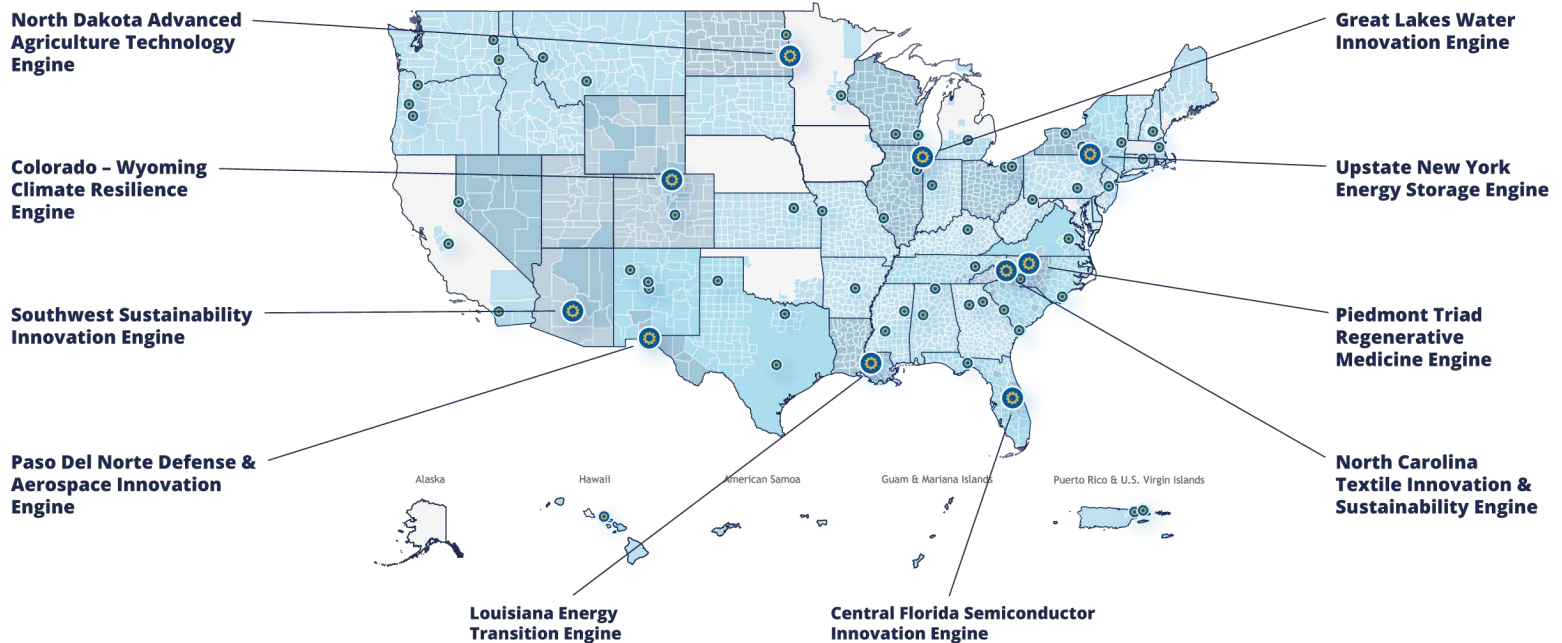 North Dakota Advanced
Agriculture Technology
Engine
Great Lakes Water
Innovation Engine
Colorado – Wyoming
Climate Resilience
Engine
Upstate New York
Energy Storage Engine
Southwest Sustainability
Innovation Engine
Piedmont Triad
Regenerative
Medicine Engine
Paso Del Norte Defense &
Aerospace Innovation
Engine
North Carolina
Textile Innovation &
Sustainability Engine
Alaska
Hawaii
American Samoa
Guam & Mariana Islands
Puerto Rico & U.S. Virgin Islands
Louisiana Energy
Transition Engine
Central Florida Semiconductor
Innovation Engine